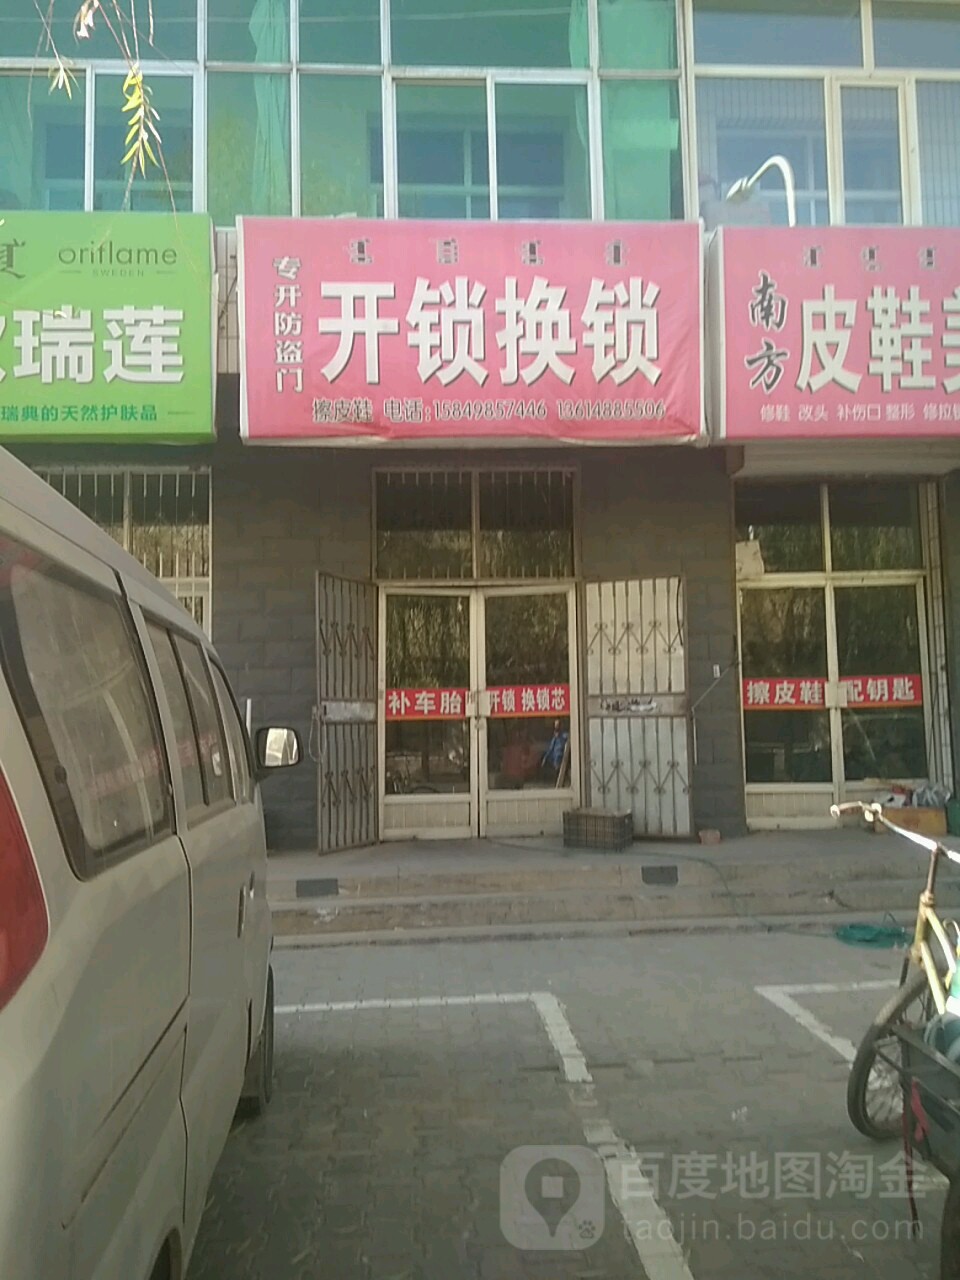 oriflame
SWEDEN
瑞莲
瑞典的天然护肤品
专开防盗门
开锁换锁
擦皮鞋 电话:15849857446 13614885506
南方
皮鞋美
修鞋 改头 补伤口 整形 修拉锁
补车胎
开锁 换锁芯
擦皮鞋 配钥匙
百度地图淘金
taojin.baidu.com